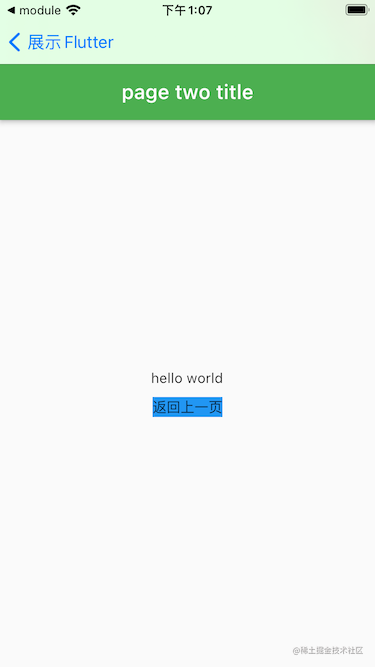 ◀ module 下午1:07
展示 Flutter
page two title
hello world
返回上一页
@稀土掘金技术社区